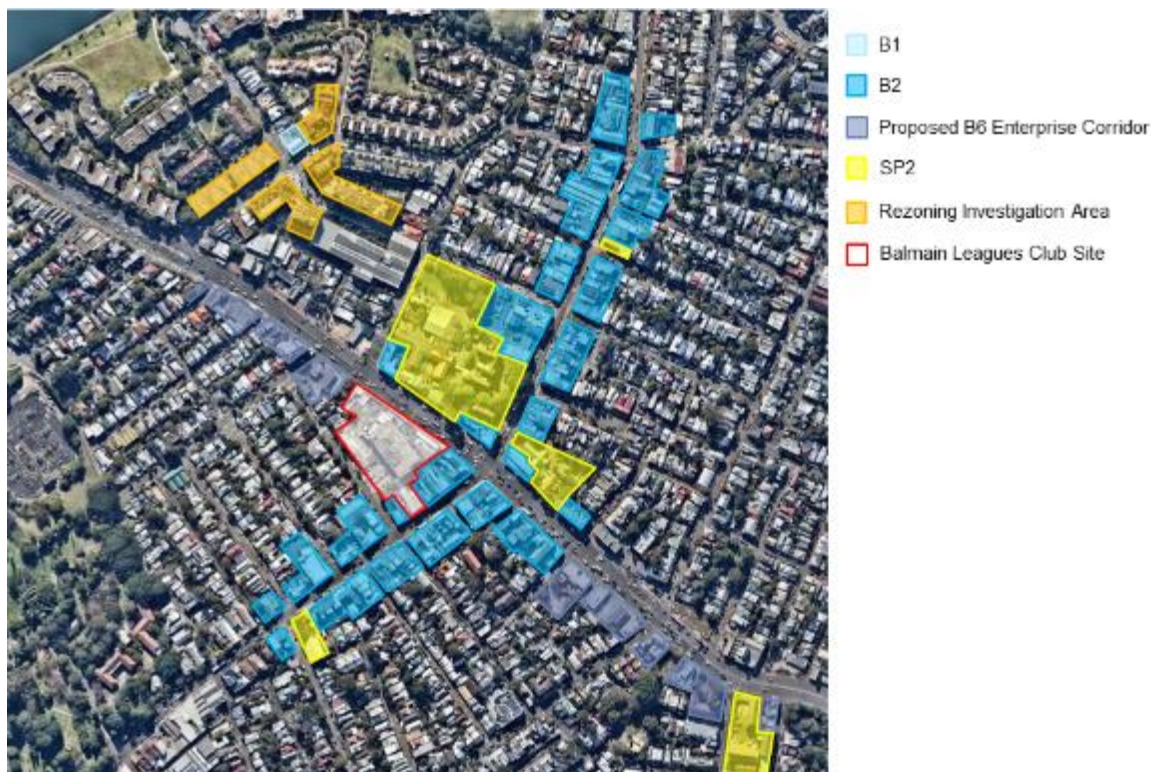 B1
B2
Proposed B6 Enterprise Corridor
SP2
Rezoning Investigation Area
Balmain Leagues Club Site